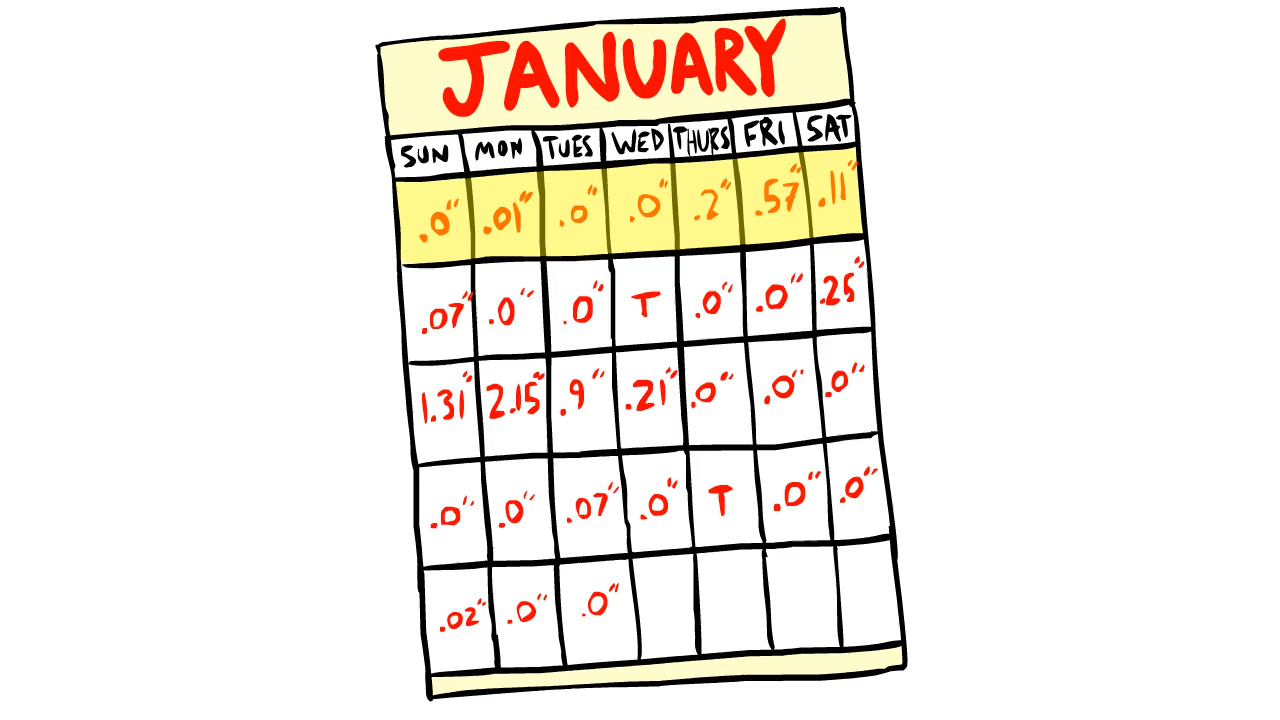 JANUARY
SUN MON TUES WED THURS FRI SAT
.0" .01" .0" .0" .2" .57" .11"
.07" .0" .0" T .0" .0" .25"
1.31" 2.15" .9" .21" .0" .0" .0"
.0" .0" .07" .0" T .0" .0"
.02" .0" .0"